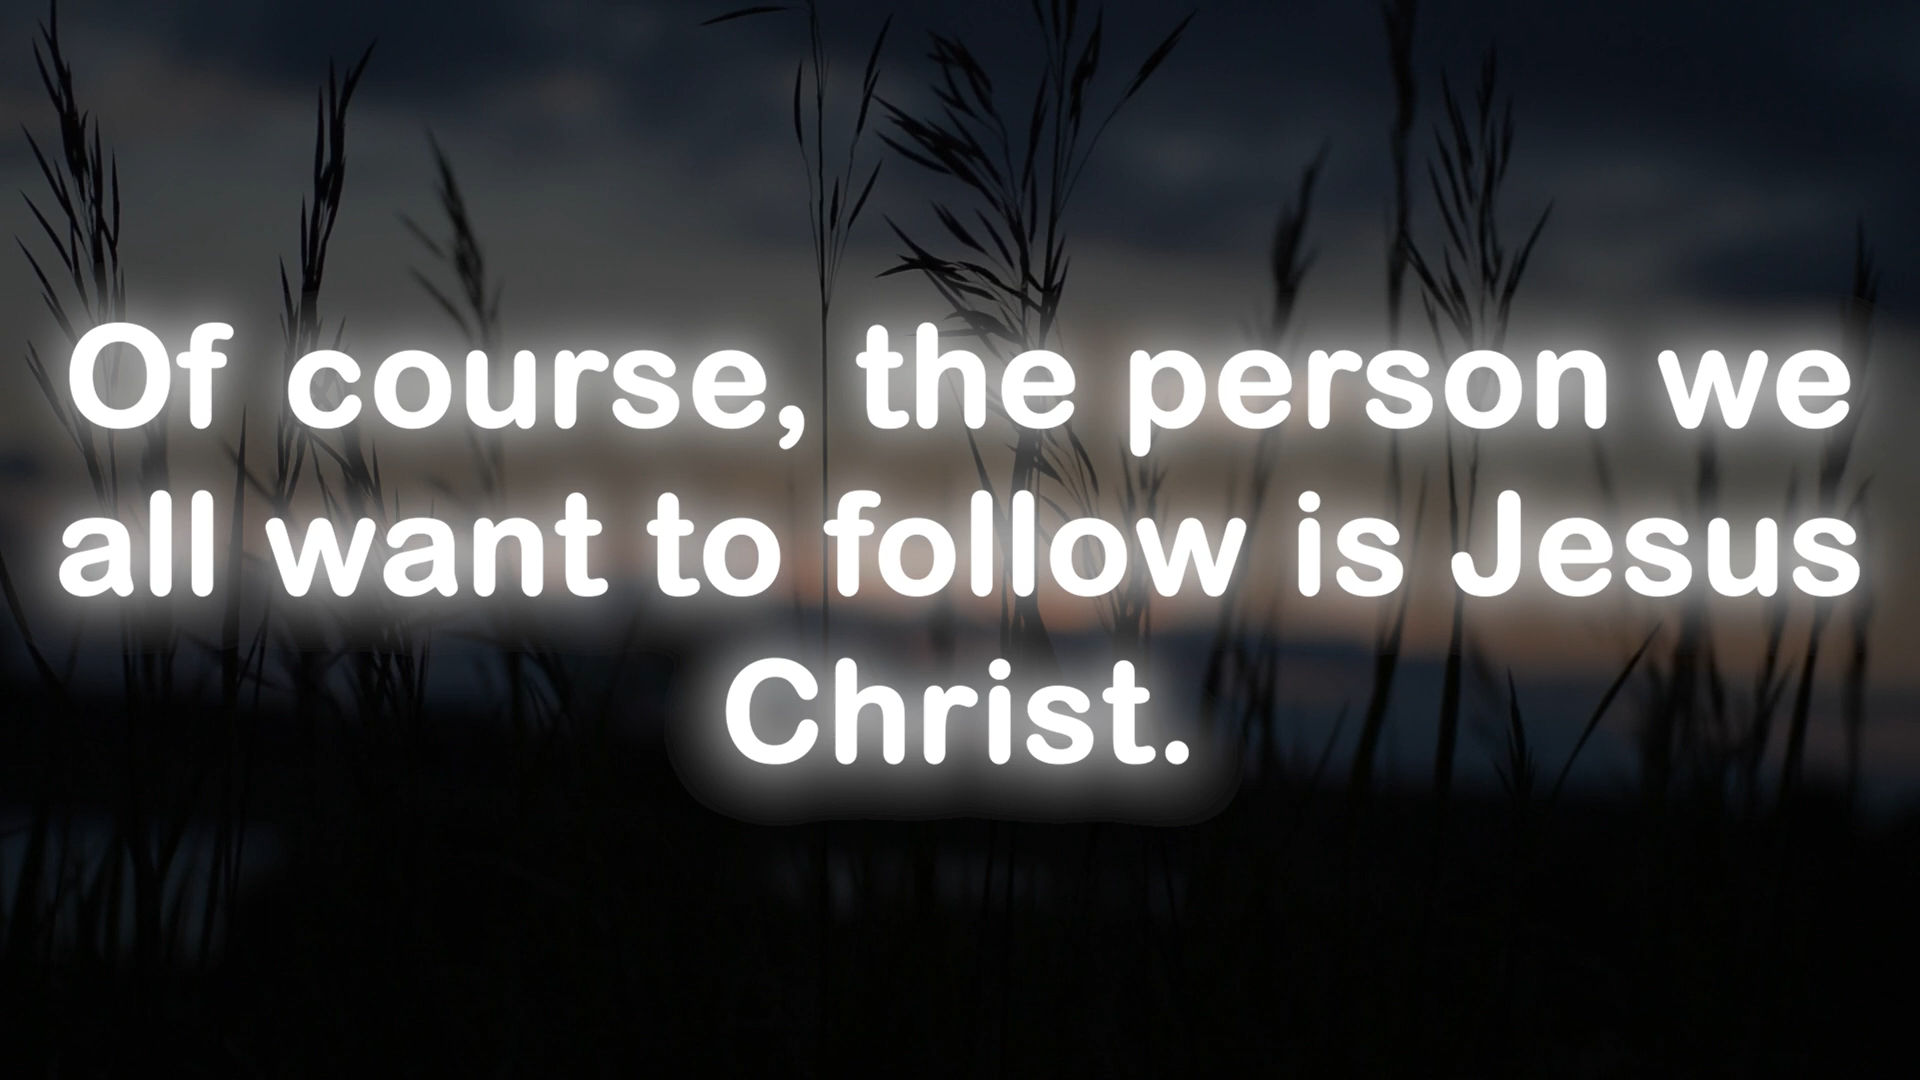 Of course, the person we
all want to follow is Jesus
Christ.